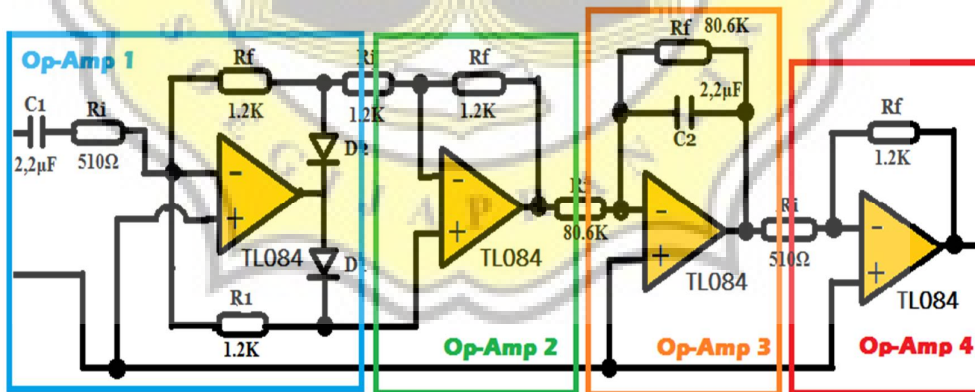 Op-Amp 1
C1
2,2µF
Ri
510Ω
Rf
1.2K
-
+
TL084
D2
R1
1.2K
Ri
1.2K
Rf
1.2K
-
+
TL084
Op-Amp 2
80.6K
Rf
80.6K
2,2µF
C2
-
+
TL084
Op-Amp 3
Ri
510Ω
Rf
1.2K
-
+
TL084
Op-Amp 4